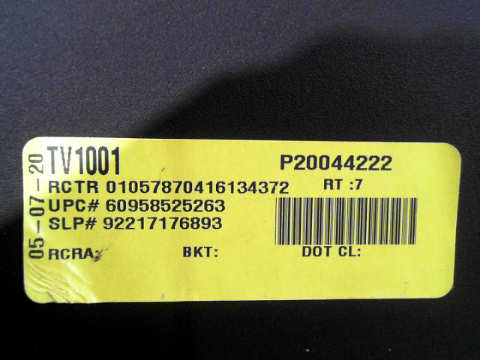 05-07-20
TV1001 P20044222
RCTR 01057870416134372 RT :7
UPC# 60958525263
SLP# 92217176893
RCRA: BKT: DOT CL: